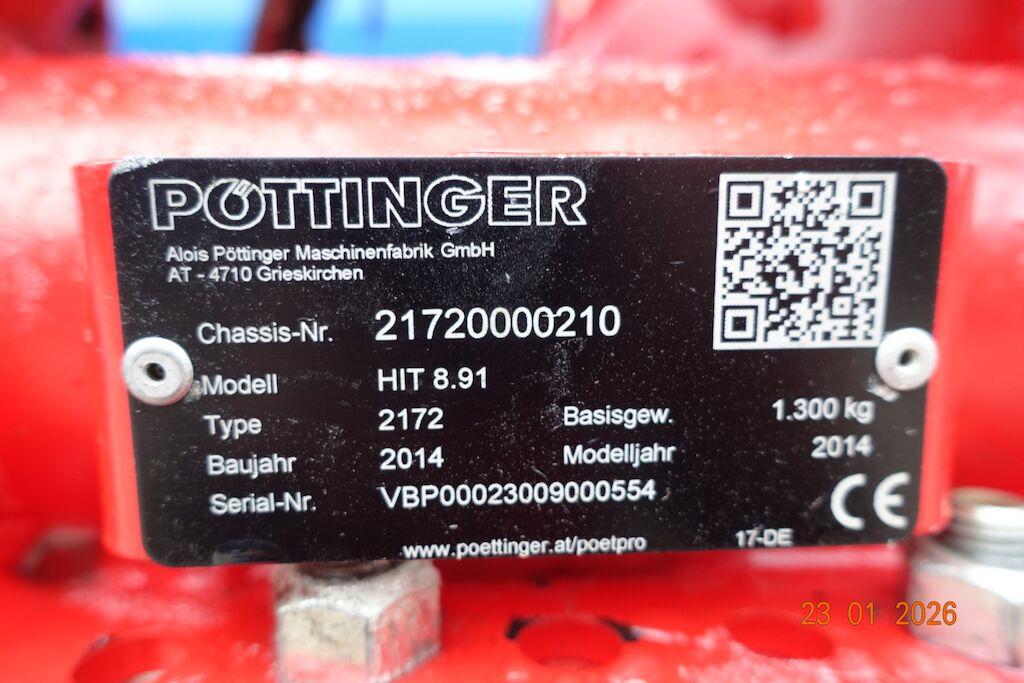 PÖTTINGER
Alois Pöttinger Maschinenfabrik GmbH
AT - 4710 Grieskirchen
Chassis-Nr. 21720000210
Modell HIT 8.91
Type 2172 Basisgew. 1.300 kg
Baujahr 2014 Modelljahr 2014
Serial-Nr. VBP00023009000554
CE
www.poettinger.at/poetpro 17-DE
23 01 2026